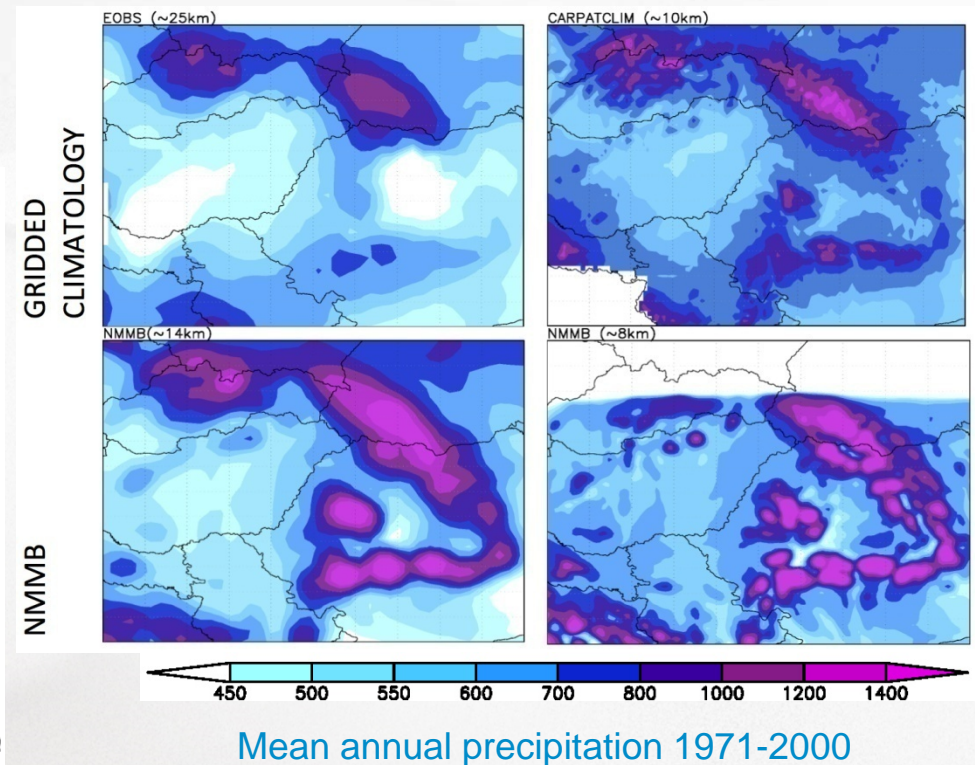 EOBS (~25km)
CARPATCLIM (~10km)
GRIDDED
CLIMATOLOGY
NMMB(~14km)
NMMB (~8km)
NMMB
450 500 550 600 700 800 1000 1200 1400
Mean annual precipitation 1971-2000